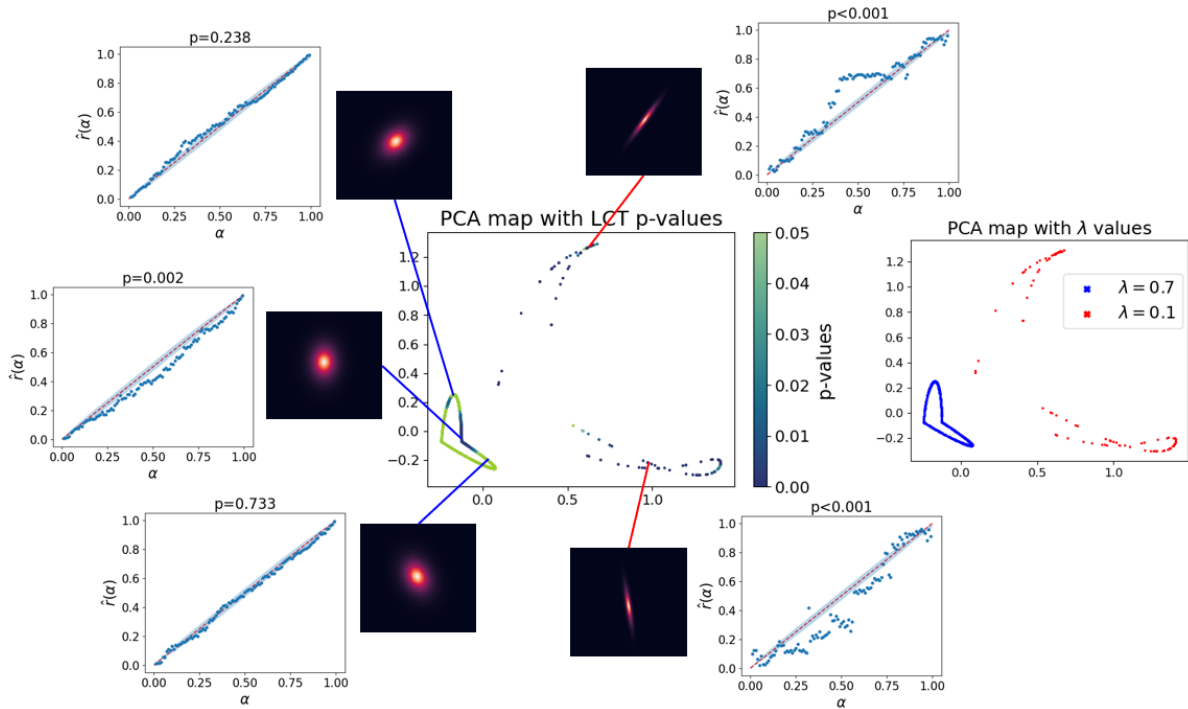 p=0.238
1.0
0.8
0.6
0.4
0.2
0.0
r̂(α)
0.00 0.25 0.50 0.75 1.00
α
p<0.001
1.0
0.8
0.6
0.4
0.2
0.0
r̂(α)
0.00 0.25 0.50 0.75 1.00
α
p=0.002
1.0
0.8
0.6
0.4
0.2
0.0
r̂(α)
0.00 0.25 0.50 0.75 1.00
α
PCA map with LCT p-values
1.2
1.0
0.8
0.6
0.4
0.2
0.0
−0.2
0.0 0.5 1.0
0.05
0.04
0.03
0.02
0.01
0.00
p-values
PCA map with λ values
1.2
1.0
0.8
0.6
0.4
0.2
0.0
−0.2
0.0 0.5 1.0
λ = 0.7
λ = 0.1
p=0.733
1.0
0.8
0.6
0.4
0.2
0.0
r̂(α)
0.00 0.25 0.50 0.75 1.00
α
p<0.001
1.0
0.8
0.6
0.4
0.2
0.0
r̂(α)
0.00 0.25 0.50 0.75 1.00
α